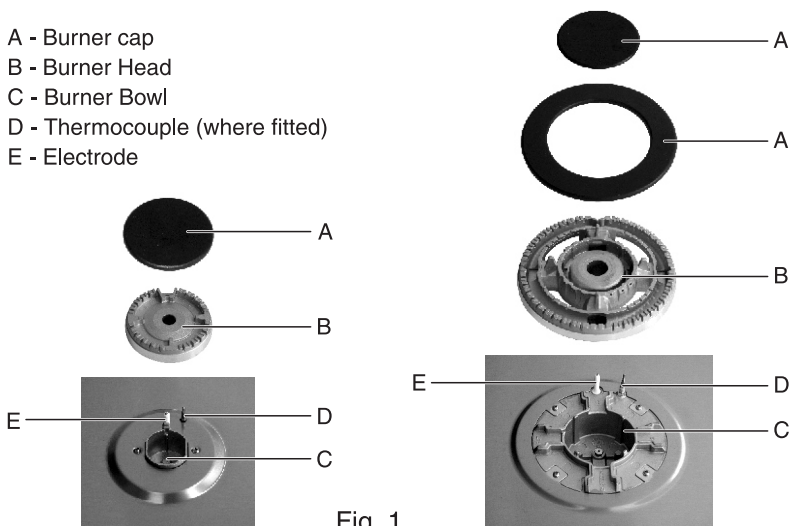 A - Burner cap
B - Burner Head
C - Burner Bowl
D - Thermocouple (where fitted)
E - Electrode
A
B
E
D
C
A
A
B
E
D
C
Fig. 1